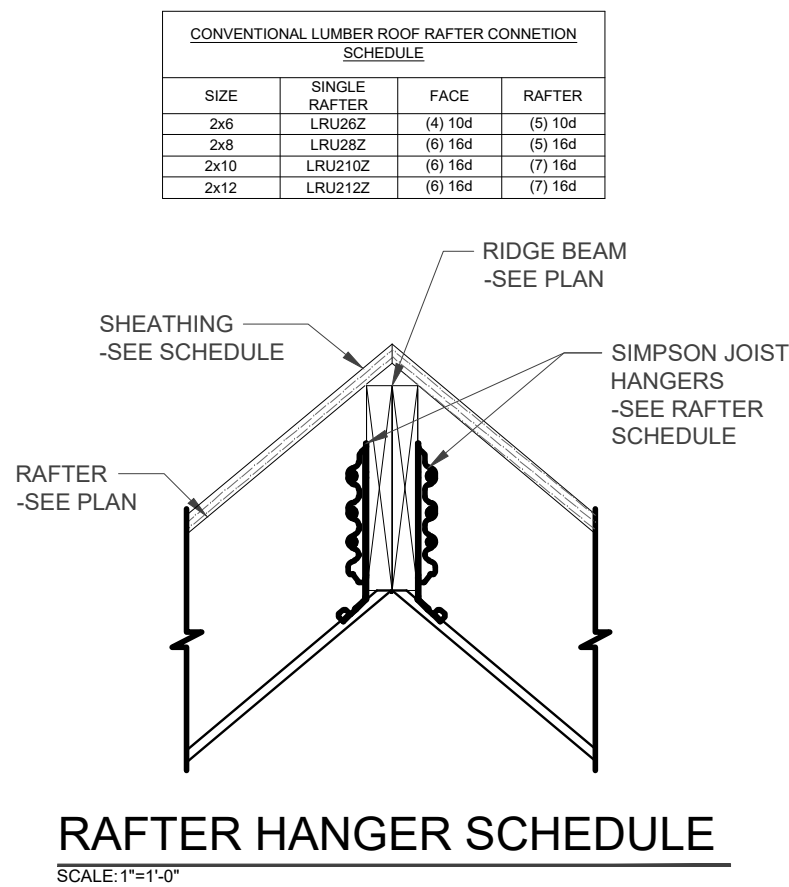 CONVENTIONAL LUMBER ROOF RAFTER CONNETION
SCHEDULE
SIZE SINGLE RAFTER FACE RAFTER
2x6 LRU26Z (4) 10d (5) 10d
2x8 LRU28Z (6) 16d (5) 16d
2x10 LRU210Z (6) 16d (7) 16d
2x12 LRU212Z (6) 16d (7) 16d
RIDGE BEAM
-SEE PLAN
SHEATHING
-SEE SCHEDULE
SIMPSON JOIST
HANGERS
-SEE RAFTER
SCHEDULE
RAFTER
-SEE PLAN
RAFTER HANGER SCHEDULE
SCALE:1"=1'-0"